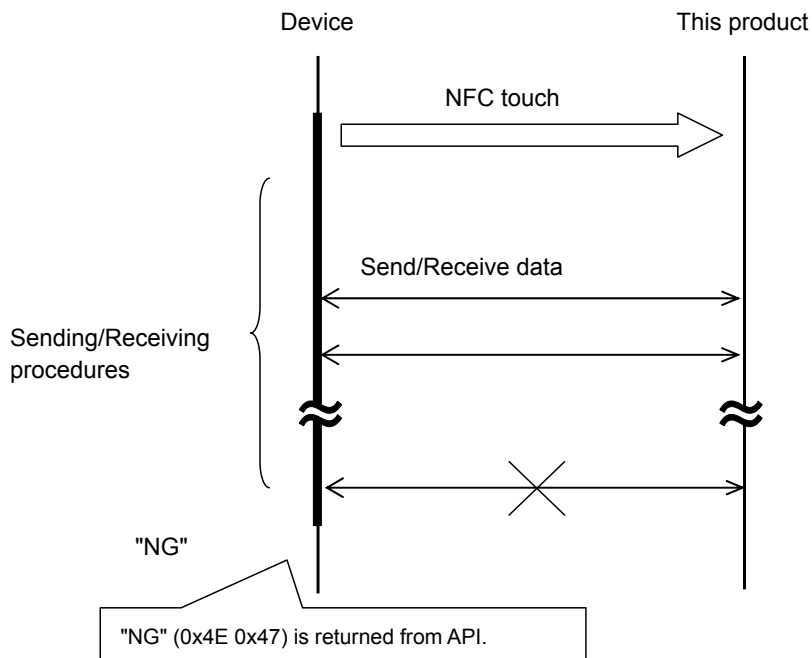 Device
This product
NFC touch
Send/Receive data
Sending/Receiving
procedures
"NG"
"NG" (0x4E 0x47) is returned from API.